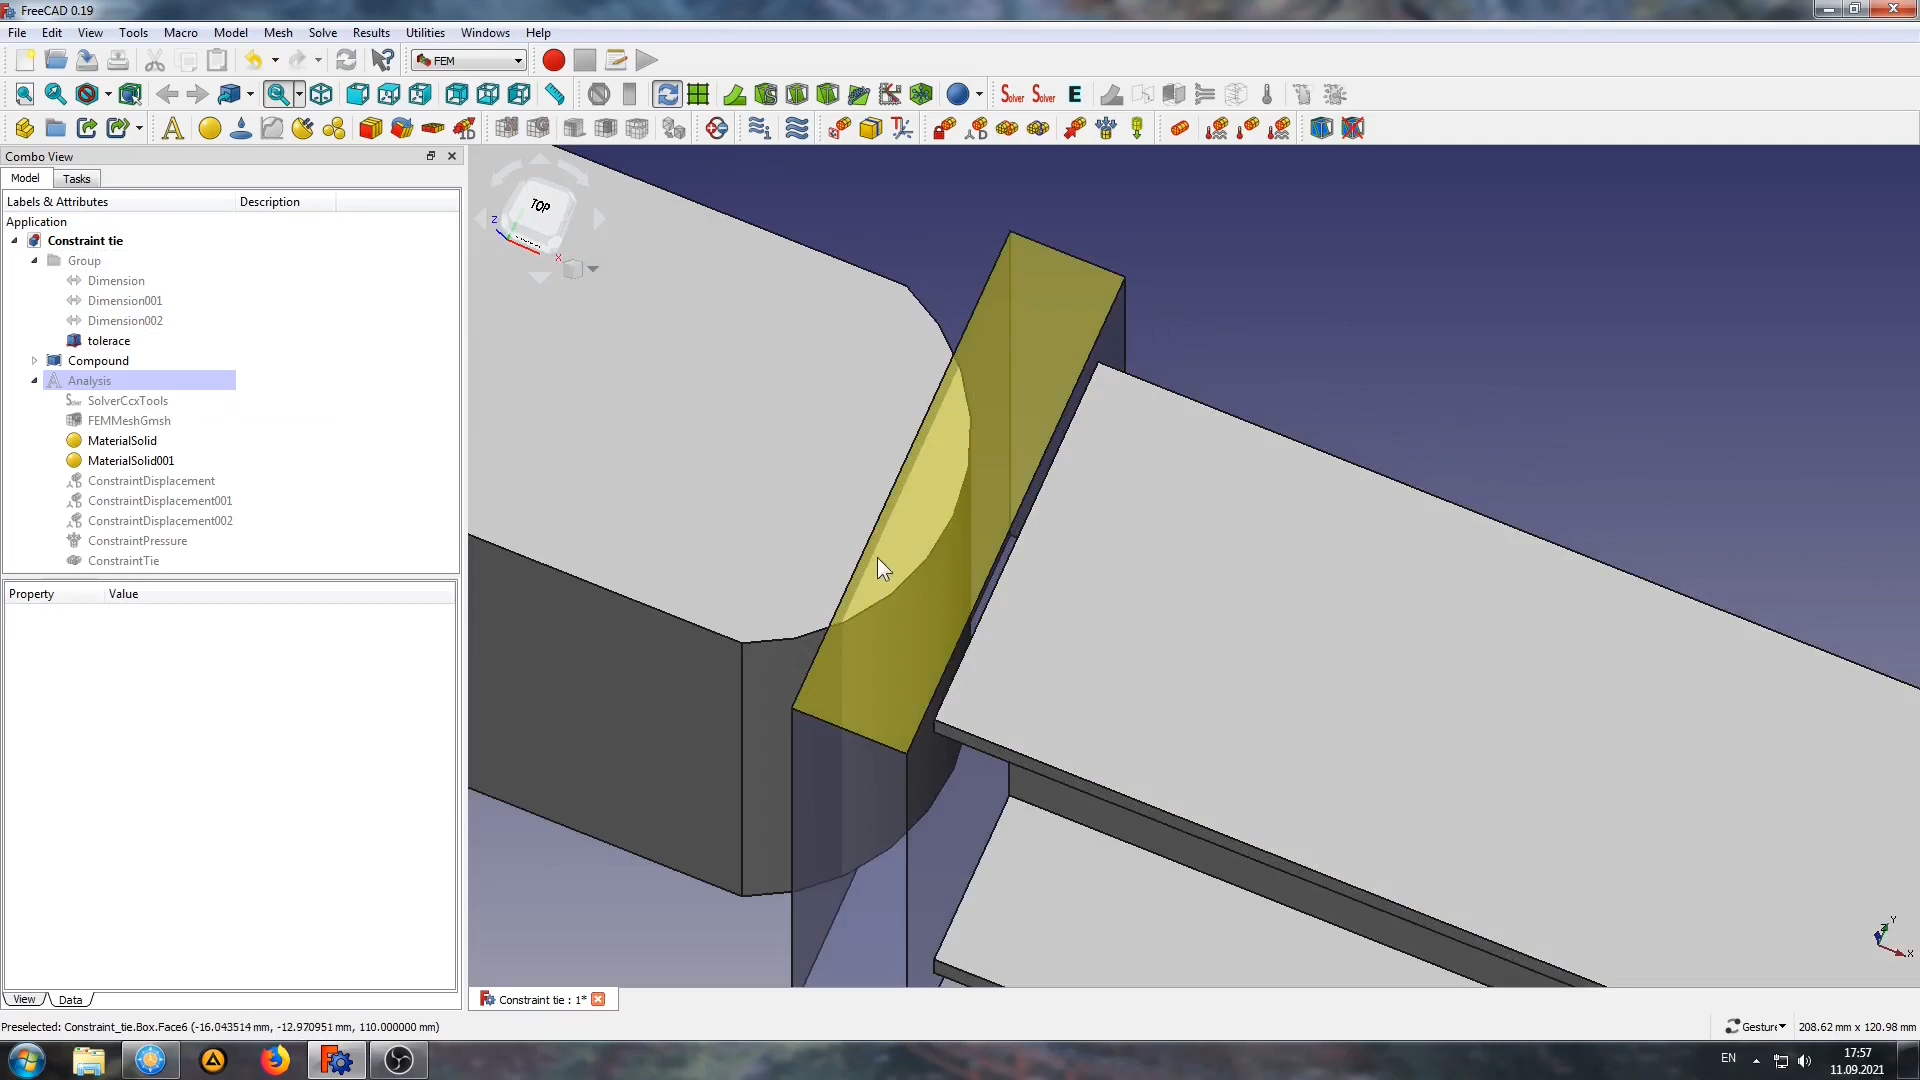 FreeCAD 0.19
File Edit View Tools Macro Model Mesh Solve Results Utilities Windows Help
FEM
Solver Solver E
A 1D
Combo View
Model Tasks
Labels & Attributes Description
Application
Constraint tie
Group
Dimension
Dimension001
Dimension002
tolerace
Compound
Analysis
SolverCcxTools
FEMMeshGmsh
MaterialSolid
MaterialSolid001
ConstraintDisplacement
ConstraintDisplacement001
ConstraintDisplacement002
ConstraintPressure
ConstraintTie
Property Value
View Data
TOP
Z
X
Y
Z
X
Constraint tie : 1*
Preselected: Constraint_tie.Box.Face6 (-16.043514 mm, -12.970951 mm, 110.000000 mm)
Gesture 208.62 mm x 120.98 mm
EN
17:57
11.09.2021